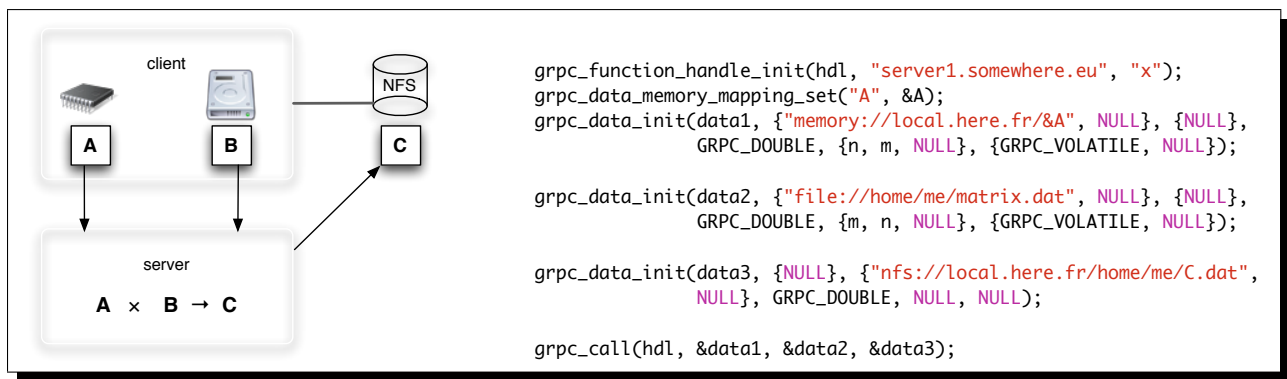 client
NFS
A
B
C
server
A × B → C
grpc_function_handle_init(hdl, "server1.somewhere.eu", "x");
grpc_data_memory_mapping_set("A", &A);
grpc_data_init(data1, {"memory://local.here.fr/&A", NULL}, {NULL},
GRPC_DOUBLE, {n, m, NULL}, {GRPC_VOLATILE, NULL});
grpc_data_init(data2, {"file://home/me/matrix.dat", NULL}, {NULL},
GRPC_DOUBLE, {m, n, NULL}, {GRPC_VOLATILE, NULL});
grpc_data_init(data3, {NULL}, {"nfs://local.here.fr/home/me/C.dat",
NULL}, GRPC_DOUBLE, NULL, NULL);
grpc_call(hdl, &data1, &data2, &data3);